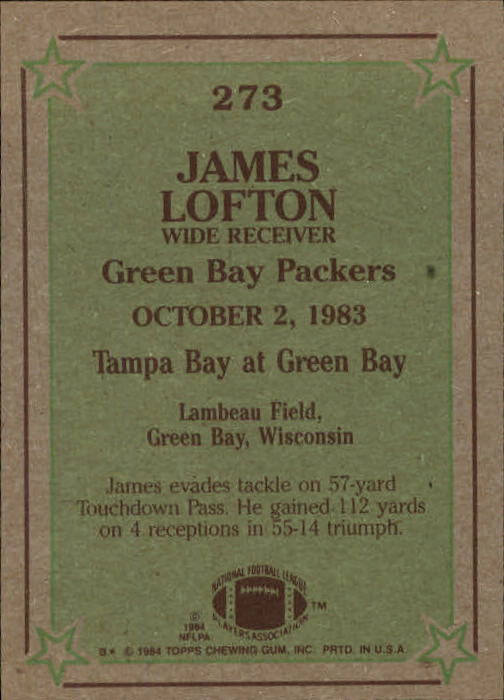 273
JAMES
LOFTON
WIDE RECEIVER
Green Bay Packers
OCTOBER 2, 1983
Tampa Bay at Green Bay
Lambeau Field,
Green Bay, Wisconsin
James evades tackle on 57-yard
Touchdown Pass. He gained 112 yards
on 4 receptions in 55-14 triumph.
NATIONAL FOOTBALL LEAGUE
PLAYERS ASSOCIATION
TM
©
1984
NFLPA
B* © 1984 TOPPS CHEWING GUM, INC. PRTD. IN U.S.A.